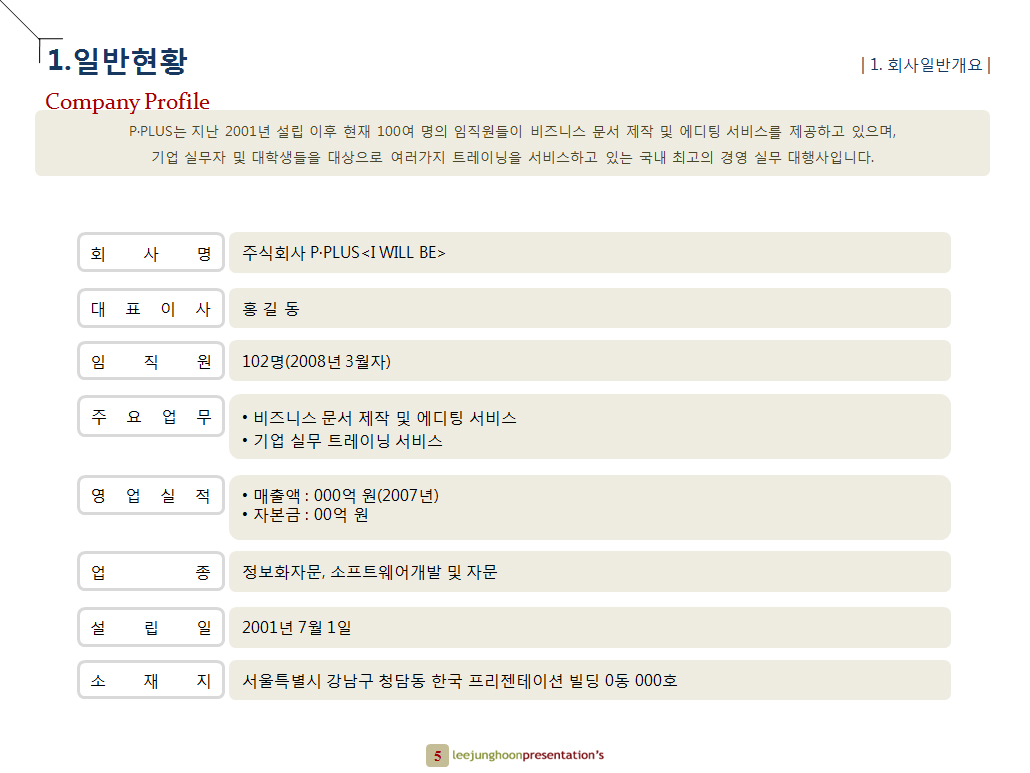 1.일반현황
| 1. 회사일반개요 |
Company Profile
P·PLUS는 지난 2001년 설립 이후 현재 100여 명의 임직원들이 비즈니스 문서 제작 및 에디팅 서비스를 제공하고 있으며,
기업 실무자 및 대학생들을 대상으로 여러가지 트레이닝을 서비스하고 있는 국내 최고의 경영 실무 대행사입니다.
회 사 명 주식회사 P·PLUS<I WILL BE>
대 표 이 사 홍 길 동
임 직 원 102명(2008년 3월자)
주 요 업 무 • 비즈니스 문서 제작 및 에디팅 서비스
• 기업 실무 트레이닝 서비스
영 업 실 적 • 매출액 : 000억 원(2007년)
• 자본금 : 00억 원
업 종 정보화자문, 소프트웨어개발 및 자문
설 립 일 2001년 7월 1일
소 재 지 서울특별시 강남구 청담동 한국 프리젠테이션 빌딩 0동 000호
5 leejunghoonpresentation's